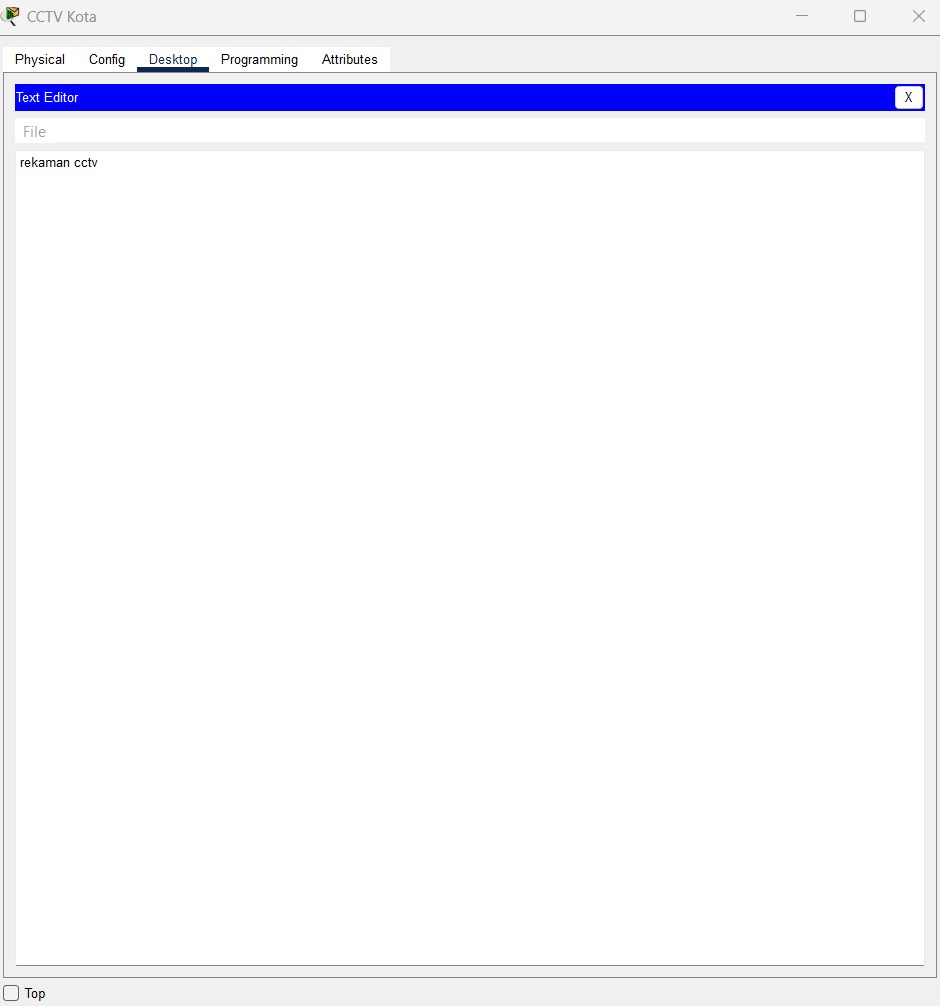 CCTV Kota
Physical Config Desktop Programming Attributes
Text Editor X
File
rekaman cctv
Top